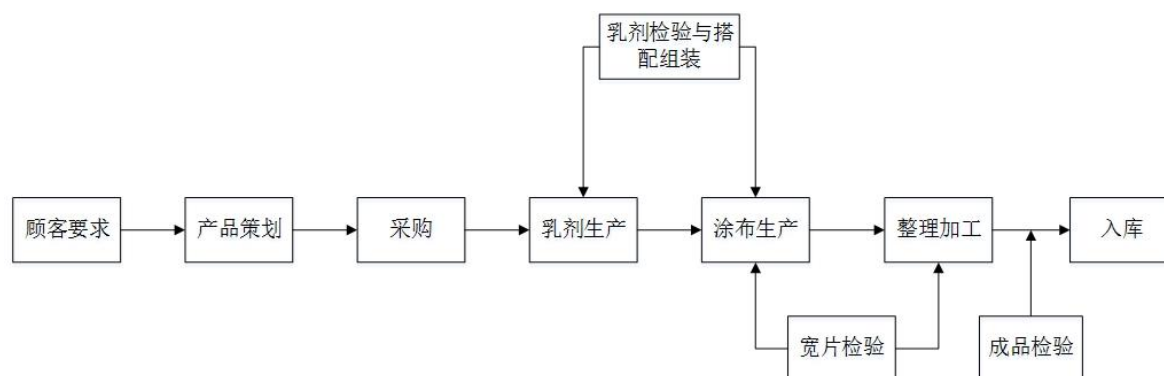 乳剂检验与搭
配组装
顾客要求
产品策划
采购
乳剂生产
涂布生产
整理加工
入库
宽片检验
成品检验